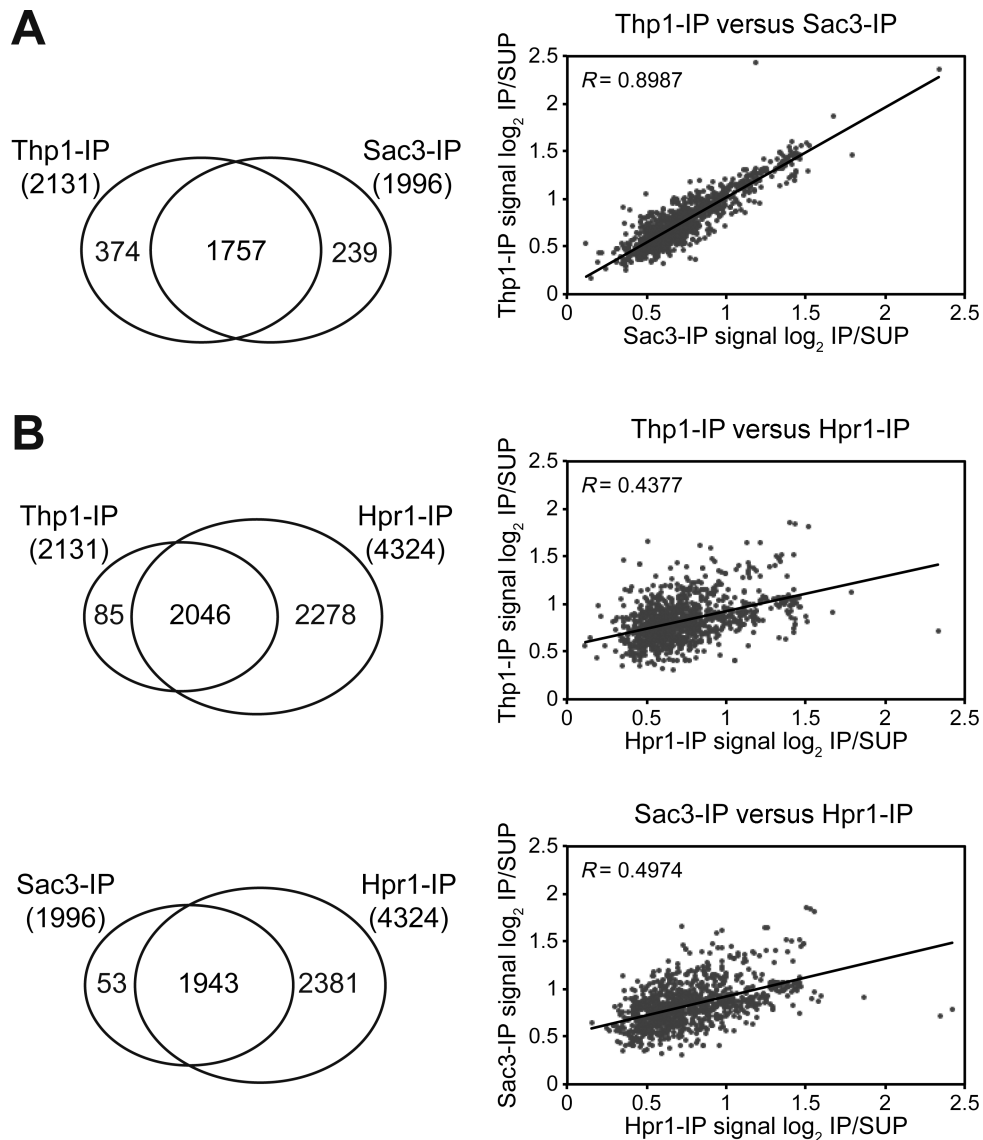 A
Thp1-IP
(2131)
Sac3-IP
(1996)
374
1757
239
Thp1-IP versus Sac3-IP
R= 0.8987
Thp1-IP signal log2 IP/SUP
2.5
2
1.5
1
0.5
0
0 0.5 1 1.5 2 2.5
Sac3-IP signal log2 IP/SUP
B
Thp1-IP
(2131)
Hpr1-IP
(4324)
85
2046
2278
Thp1-IP versus Hpr1-IP
R= 0.4377
Thp1-IP signal log2 IP/SUP
2.5
2
1.5
1
0.5
0
0 0.5 1 1.5 2 2.5
Hpr1-IP signal log2 IP/SUP
Sac3-IP
(1996)
Hpr1-IP
(4324)
53
1943
2381
Sac3-IP versus Hpr1-IP
R= 0.4974
Sac3-IP signal log2 IP/SUP
2.5
2
1.5
1
0.5
0
0 0.5 1 1.5 2 2.5
Hpr1-IP signal log2 IP/SUP